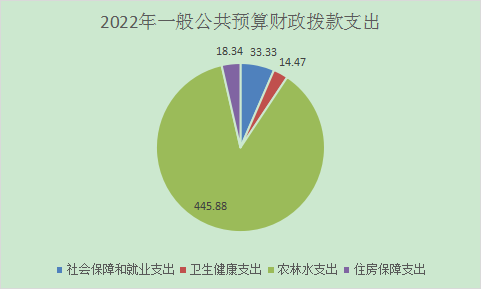 2022年一般公共预算财政拨款支出
18.34 33.33
14.47
445.88
社会保障和就业支出 卫生健康支出 农林水支出 住房保障支出